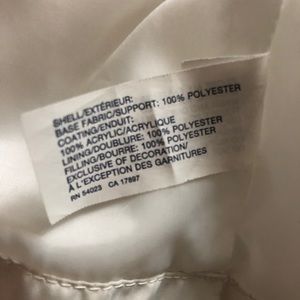 SHELL/EXTÉRIEUR:
BASE FABRIC/SUPPORT: 100% POLYESTER
COATING/ENDUIT:
100% ACRYLIC/ACRYLIQUE
LINING/DOUBLURE: 100% POLYESTER
FILLING/BOURRE: 100% POLYESTER
EXCLUSIVE OF DECORATION/
À L'EXCEPTION DES GARNITURES
RN 54023 CA 17897